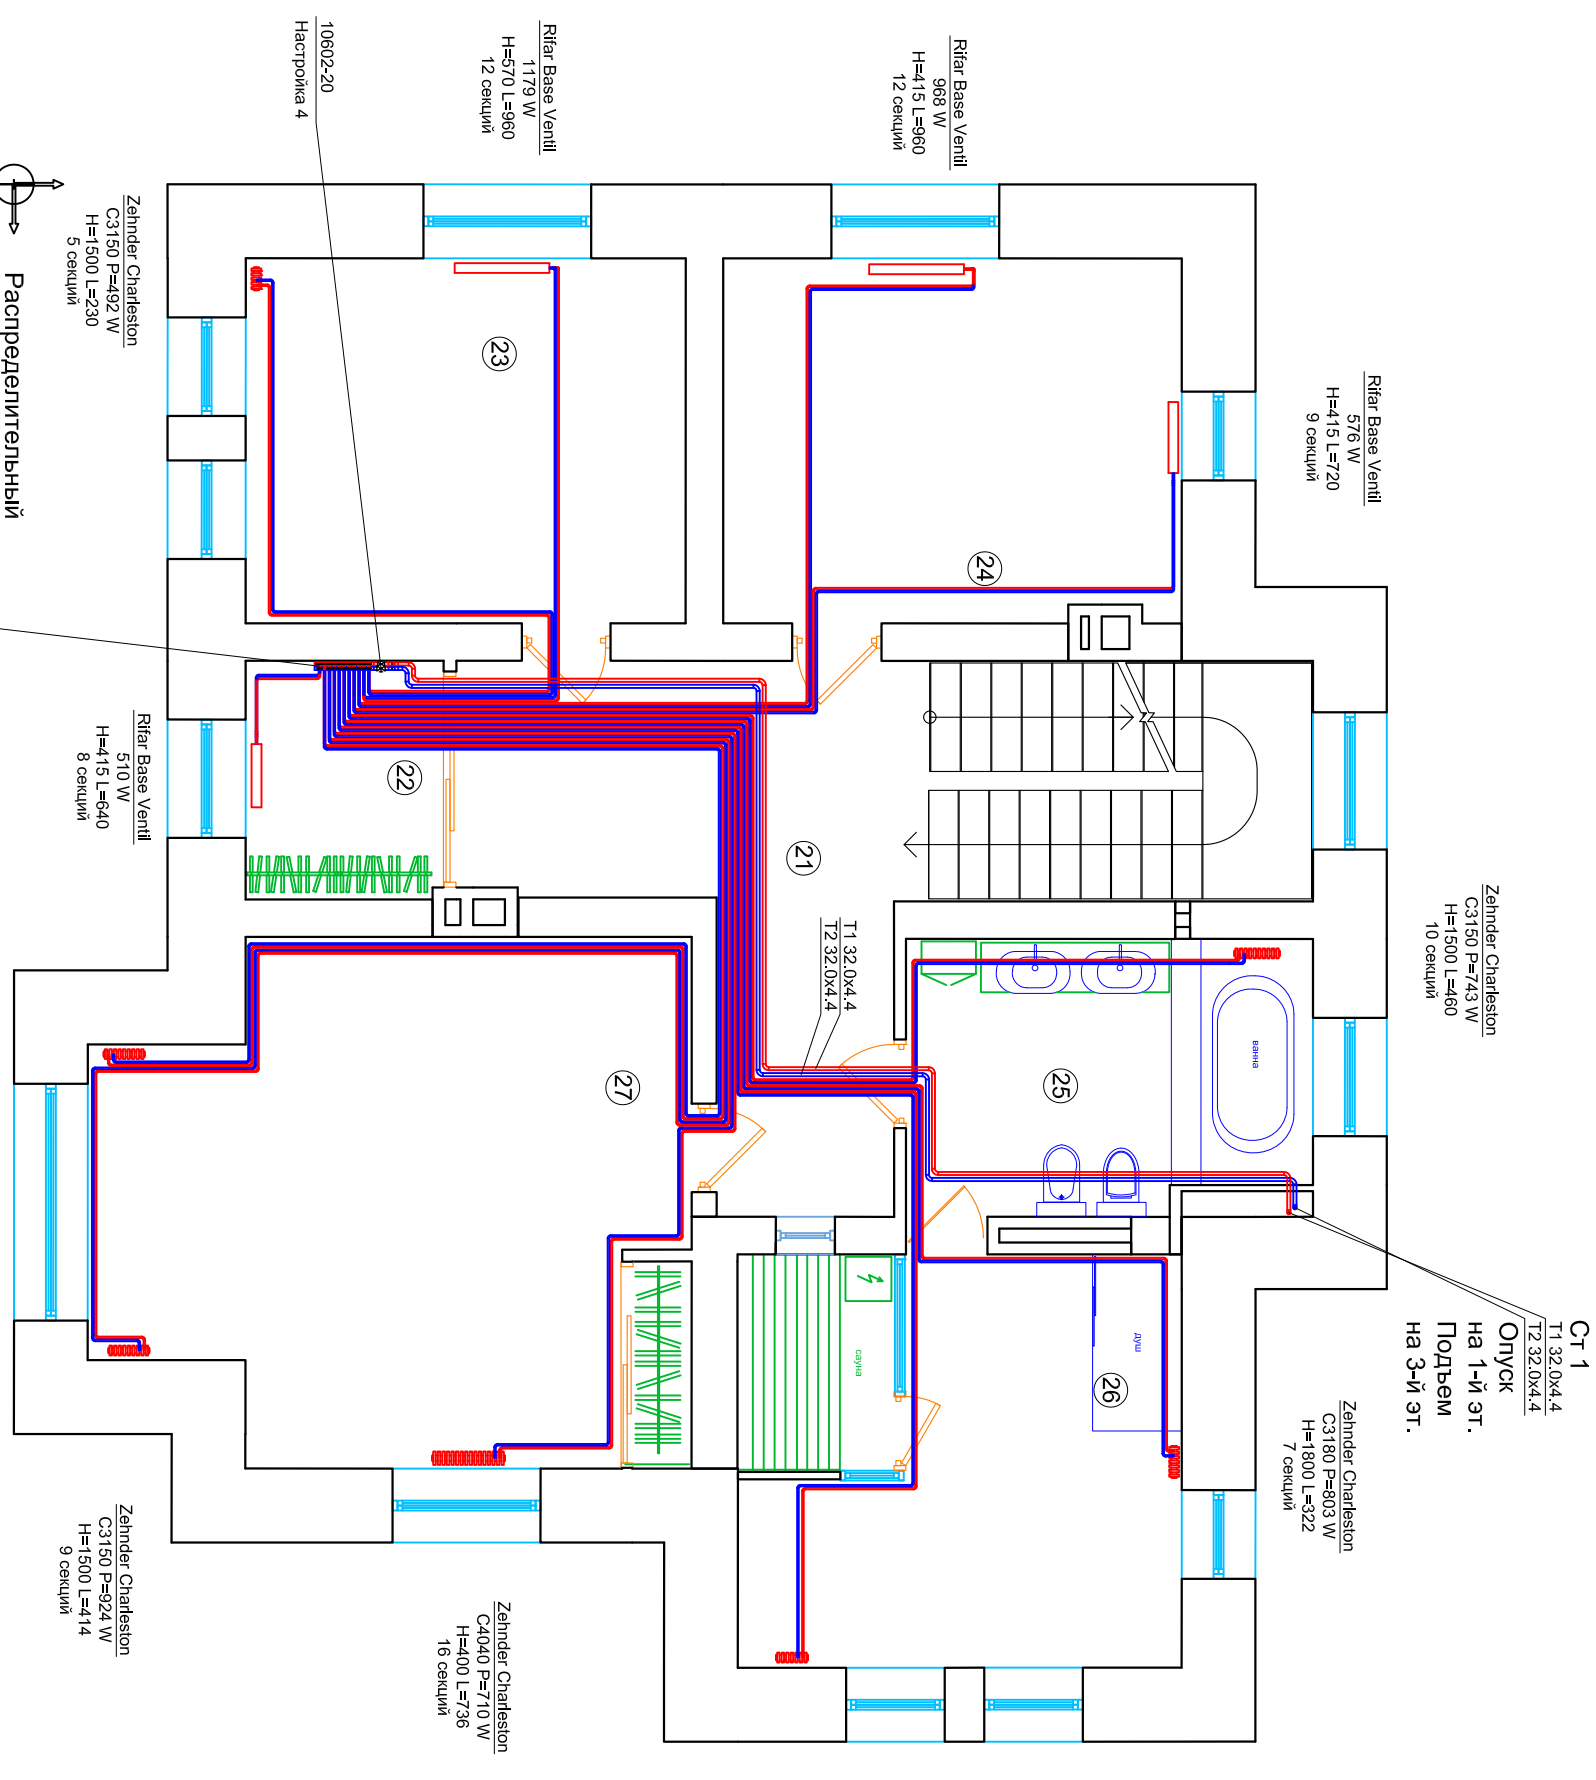 10602-20
Настройка 4
Rifar Base Ventil
1179 W
H=570 L=960
12 секций
Rifar Base Ventil
968 W
H=415 L=960
12 секций
Rifar Base Ventil
576 W
H=415 L=720
9 секций
Zehnder Charleston
C3150 P=492 W
H=1500 L=230
5 секций
Распределительный
23
24
Rifar Base Ventil
510 W
H=415 L=640
8 секций
22
21
T1 32.0x4.4
T2 32.0x4.4
Zehnder Charleston
C3150 P=743 W
H=1500 L=460
10 секций
ванна
25
27
Ст 1
T1 32.0x4.4
T2 32.0x4.4
Опуск
на 1-й эт.
Подъем
на 3-й эт.
душ
сауна
26
Zehnder Charleston
C3180 P=803 W
H=1800 L=322
7 секций
Zehnder Charleston
C3150 P=924 W
H=1500 L=414
9 секций
Zehnder Charleston
C4040 P=710 W
H=400 L=736
16 секций